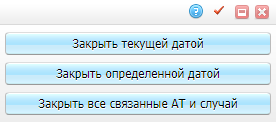 Закрыть текущей датой
Закрыть определенной датой
Закрыть все связанные АТ и случай